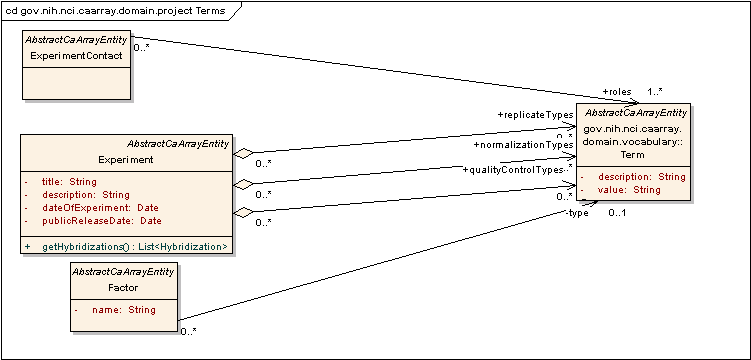 cd gov.nih.nci.caarray.domain.project Terms
AbstractCaArrayEntity
ExperimentContact
0..*
+roles 1..*
AbstractCaArrayEntity
gov.nih.nci.caarray.
domain.vocabulary::
Term
- description: String
- value: String
AbstractCaArrayEntity
Experiment
- title: String
- description: String
- dateOfExperiment: Date
- publicReleaseDate: Date
+ getHybridizations() : List<Hybridization>
+replicateTypes
0..*
0..*
+normalizationTypes
0..*
+qualityControlTypes
0..*
0..*
-type 0..1
AbstractCaArrayEntity
Factor
- name: String
0..*